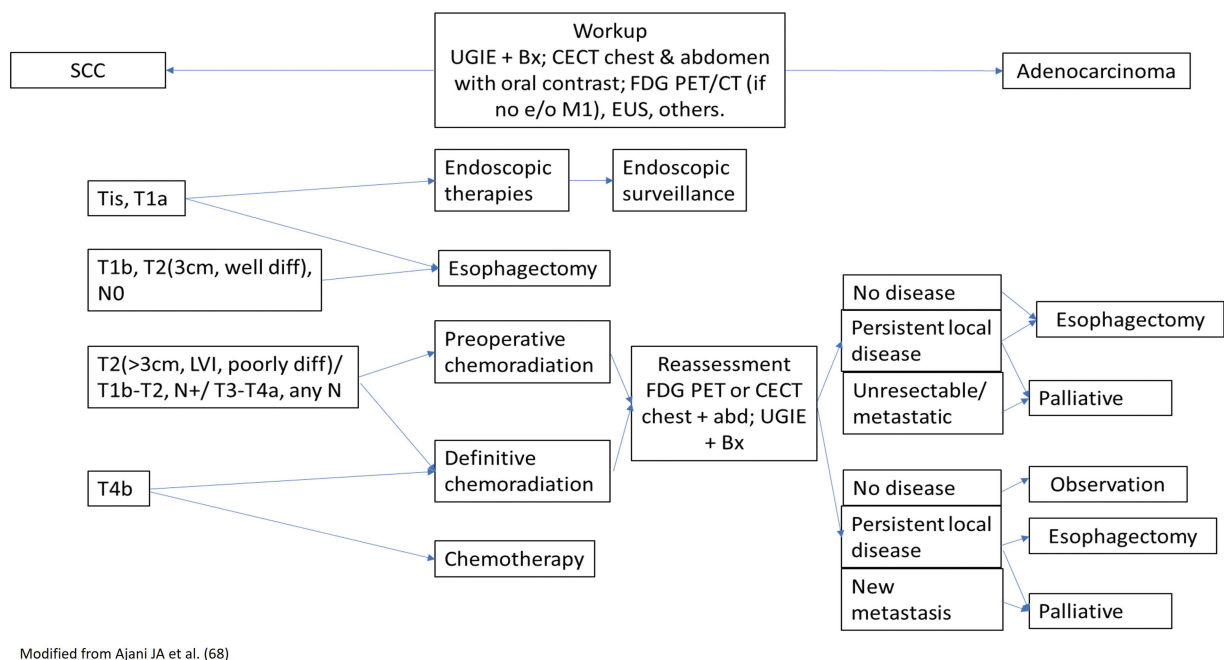 Workup
UGIE + Bx; CECT chest & abdomen
with oral contrast; FDG PET/CT (if
no e/o M1), EUS, others.
SCC
Adenocarcinoma
Tis, T1a
Endoscopic
therapies
Endoscopic
surveillance
T1b, T2(3cm, well diff),
N0
Esophagectomy
T2(>3cm, LVI, poorly diff)/
T1b-T2, N+/ T3-T4a, any N
Preoperative
chemoradiation
Definitive
chemoradiation
T4b
Chemotherapy
Reassessment
FDG PET or CECT
chest + abd; UGIE
+ Bx
No disease
Persistent local
disease
Unresectable/
metastatic
Esophagectomy
Palliative
No disease
Persistent local
disease
New
metastasis
Observation
Esophagectomy
Palliative
Modified from Ajani JA et al. (68)